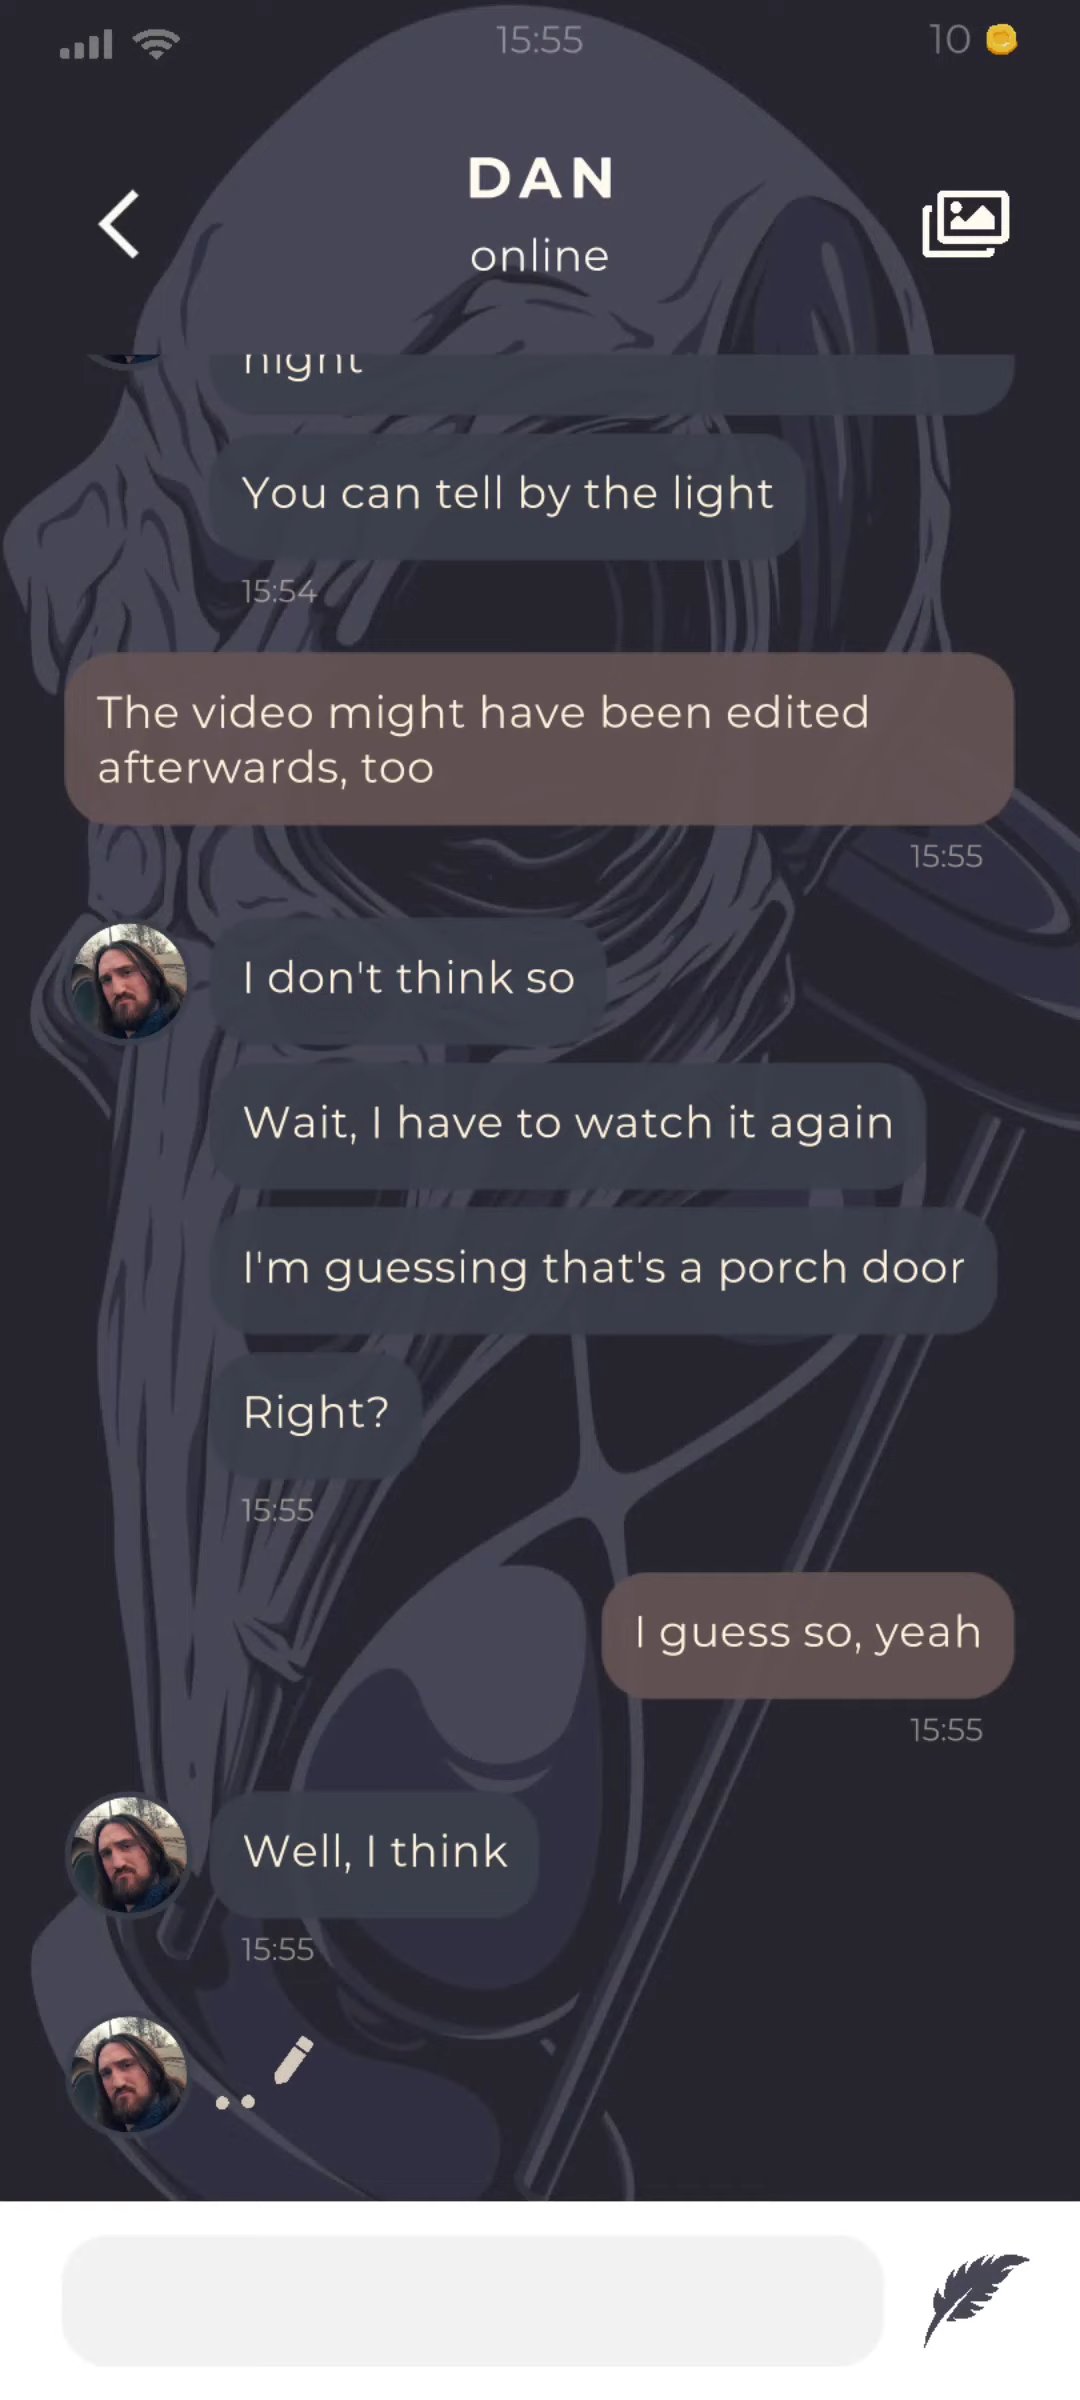 15:55
10
DAN
online
night
You can tell by the light
15:54
The video might have been edited
afterwards, too
15:55
I don't think so
Wait, I have to watch it again
I'm guessing that's a porch door
Right?
15:55
I guess so, yeah
15:55
Well, I think
15:55